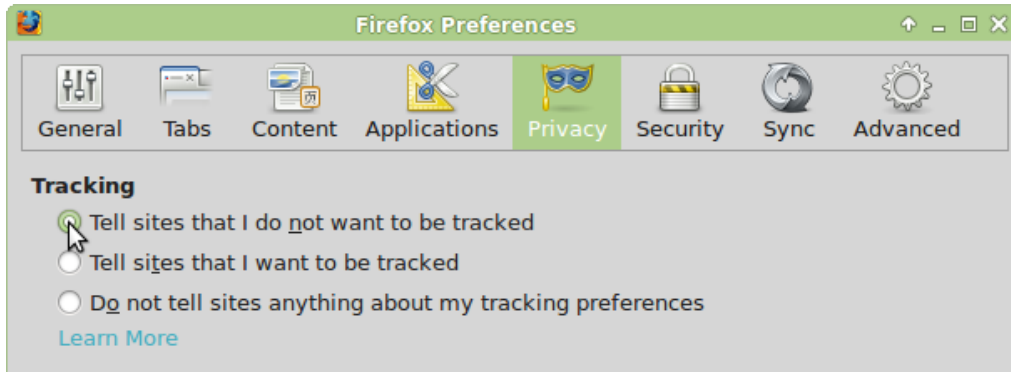 Firefox Preferences
General Tabs Content Applications Privacy Security Sync Advanced
Tracking
Tell sites that I do not want to be tracked
Tell sites that I want to be tracked
Do not tell sites anything about my tracking preferences
Learn More